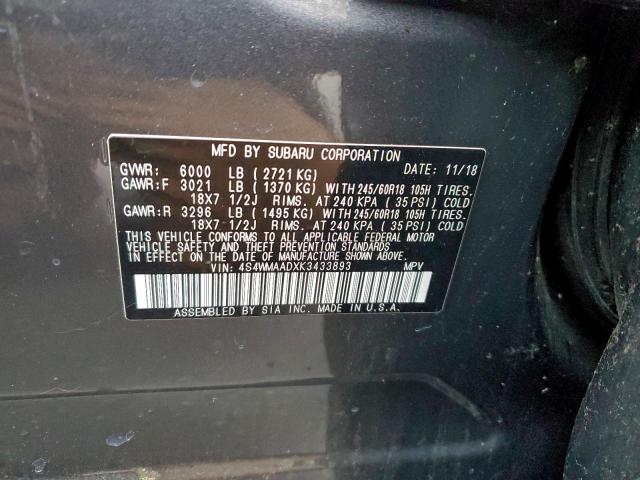 MFD BY SUBARU CORPORATION DATE: 11/18
GVWR: 6000 LB ( 2721 KG)
GAWR:F 3021 LB ( 1370 KG) WITH 245/60R18 105H TIRES.
18X7 1/2J RIMS. AT 240 KPA ( 35 PSI) COLD
GAWR:R 3296 LB ( 1495 KG) WITH 245/60R18 105H TIRES.
18X7 1/2J RIMS. AT 240 KPA ( 35 PSI) COLD
THIS VEHICLE CONFORMS TO ALL APPLICABLE FEDERAL MOTOR
VEHICLE SAFETY AND THEFT PREVENTION STANDARDS IN EFFECT ON
THE DATE OF MANUFACTURE SHOWN ABOVE.
VIN: 4S4WMAADXK3433893 MPV
ASSEMBLED BY SIA INC. MADE IN U.S.A.